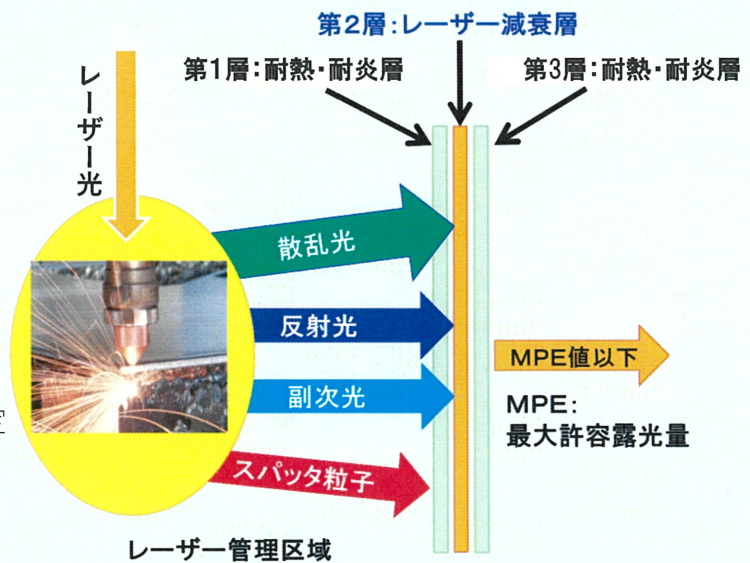 第2層:レーザー減衰層
第1層:耐熱・耐炎層
第3層:耐熱・耐炎層
レーザー光
散乱光
反射光
副次光
スパッタ粒子
MPE値以下
MPE:
最大許容露光量
レーザー管理区域